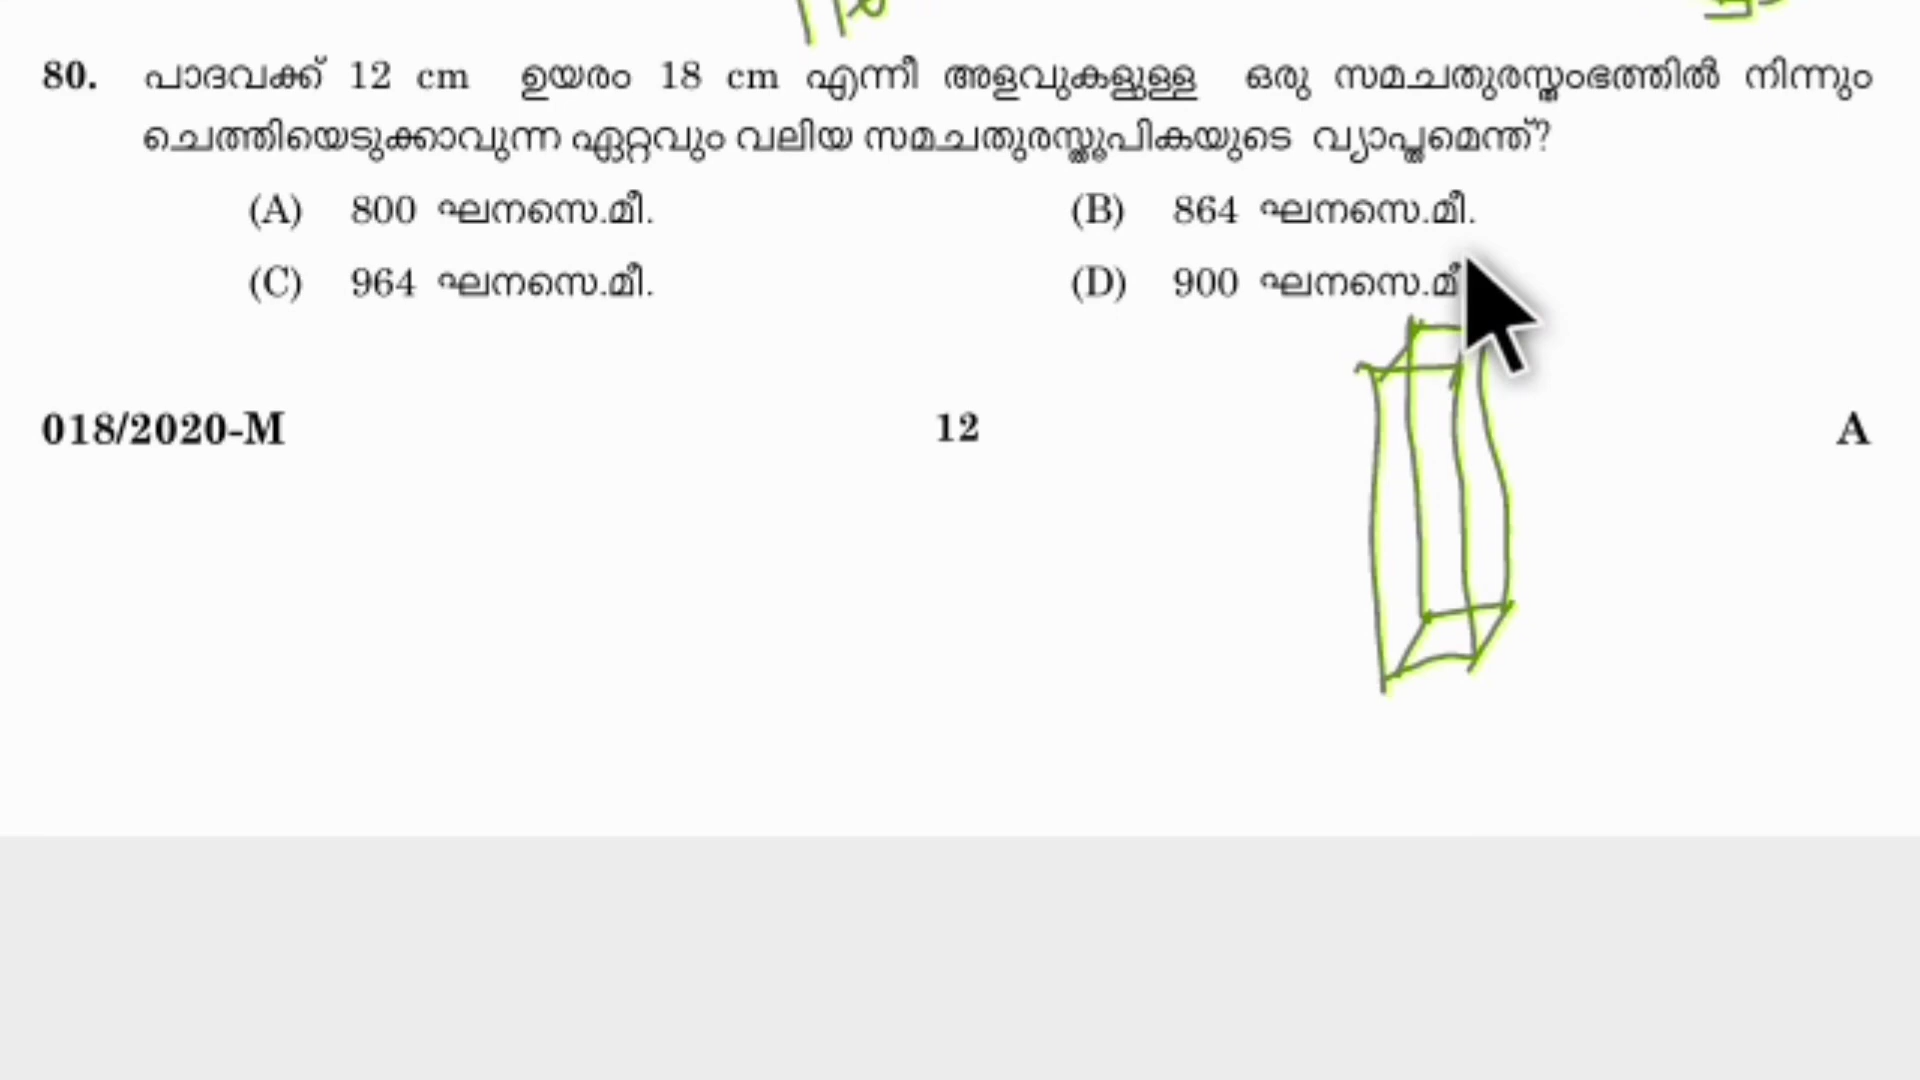 80. പാദവക്ക് 12 cm ഉയരം 18 cm എന്നീ അളവുകളുള്ള ഒരു സമചതുരസ്തംഭത്തിൽ നിന്നും
ചെത്തിയെടുക്കാവുന്ന ഏറ്റവും വലിയ സമചതുരസ്തൂപികയുടെ വ്യാപ്തമെന്ത്?
(A) 800 ഘനസെ.മീ. (B) 864 ഘനസെ.മീ.
(C) 964 ഘനസെ.മീ. (D) 900 ഘനസെ.മീ
018/2020-M 12 A